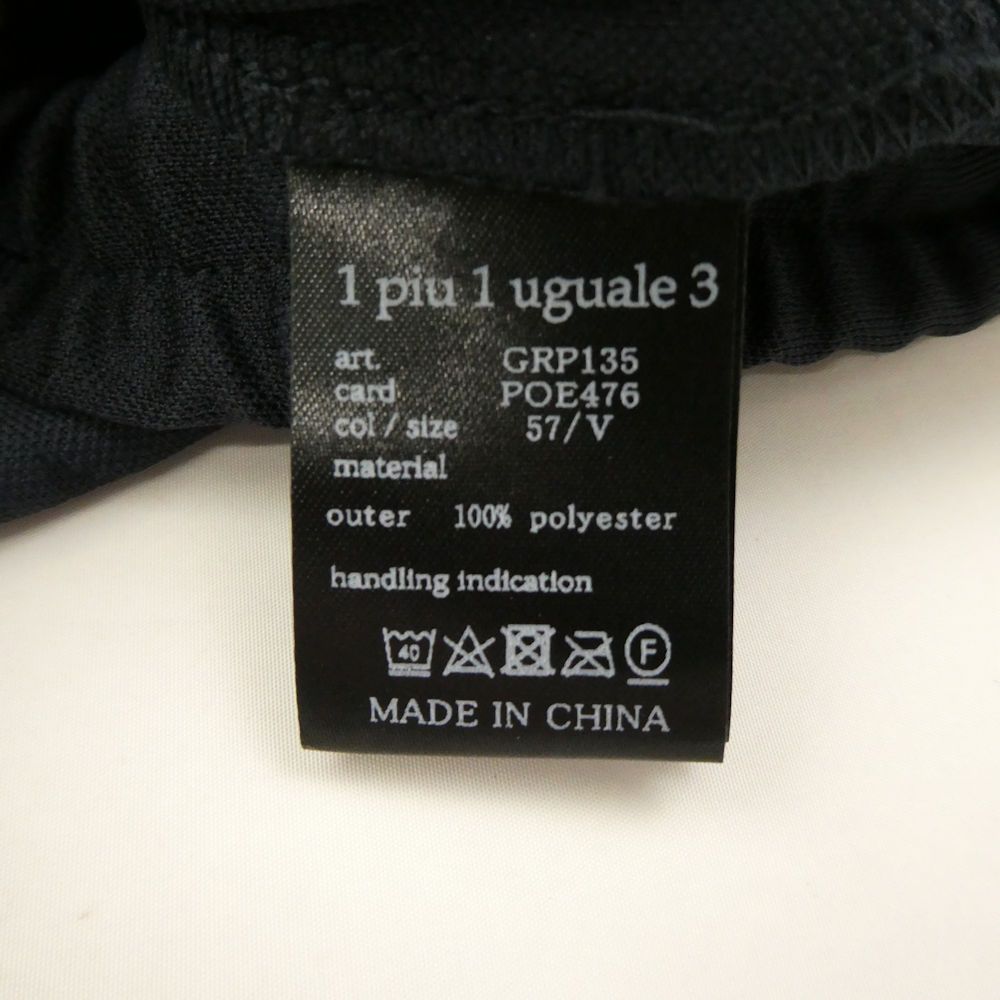 1 piu 1 uguale 3
art. GRP135
card POE476
col / size 57/V
material
outer 100% polyester
handling indication
40 F
MADE IN CHINA